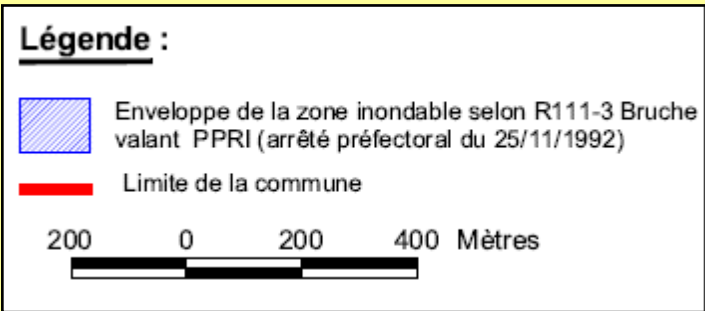 Légende :
Enveloppe de la zone inondable selon R111-3 Bruche
valant PPRI (arrêté préfectoral du 25/11/1992)
Limite de la commune
200 0 200 400 Mètres